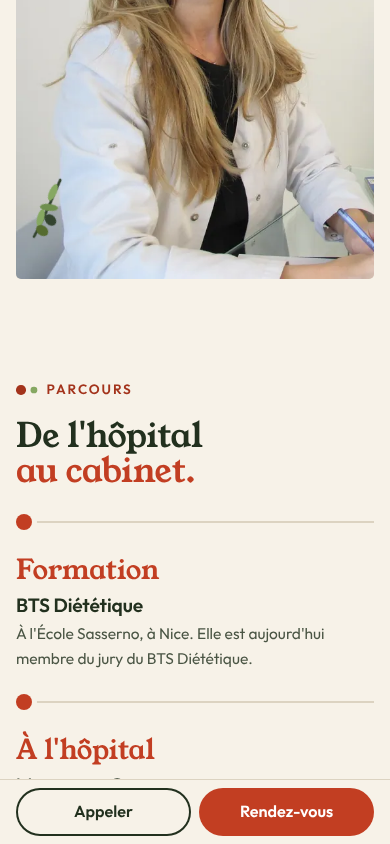 PARCOURS
De l'hôpital
au cabinet.
Formation
BTS Diététique
À l'École Sasserno, à Nice. Elle est aujourd'hui
membre du jury du BTS Diététique.
À l'hôpital
Appeler
Rendez-vous